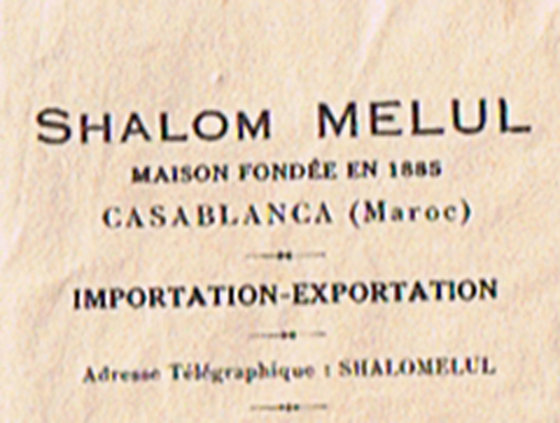 SHALOM MELUL
MAISON FONDÉE EN 1885
CASABLANCA (Maroc)
IMPORTATION-EXPORTATION
Adresse Télégraphique : SHALOMELUL